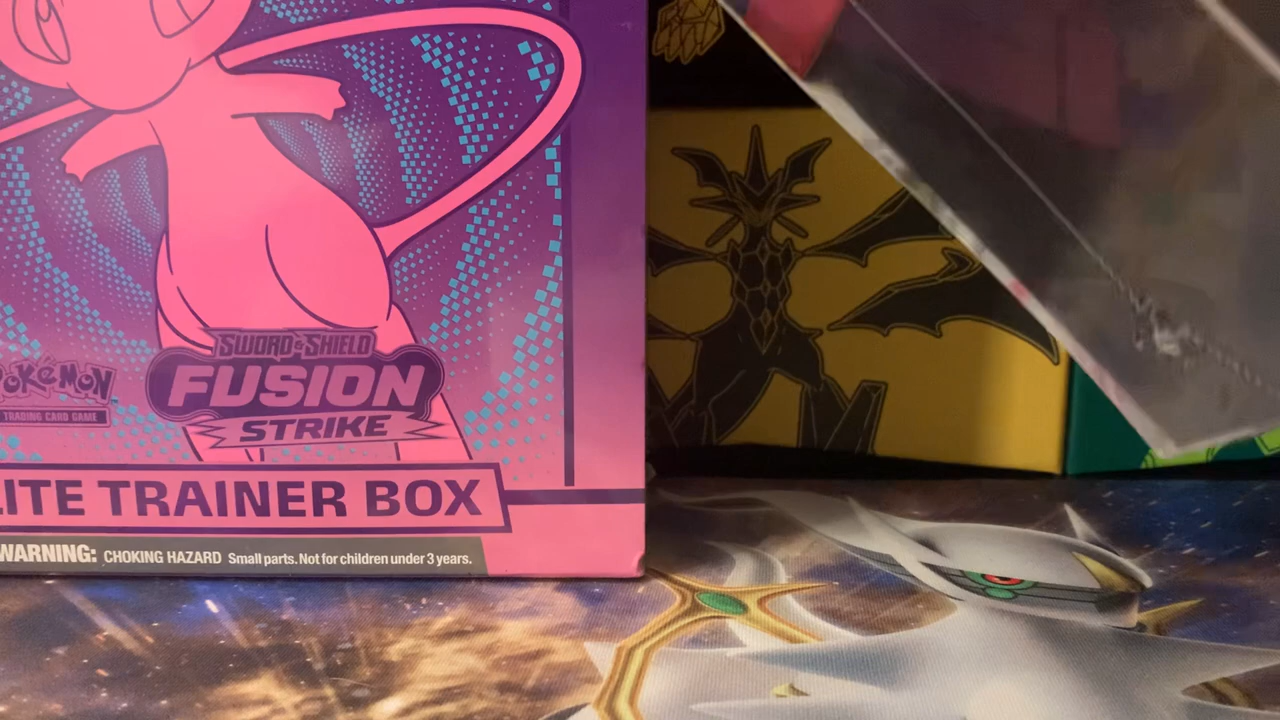 SWORD & SHIELD
FUSION
STRIKE
POKéMON
TRADING CARD GAME
LITE TRAINER BOX
WARNING: CHOKING HAZARD Small parts. Not for children under 3 years.